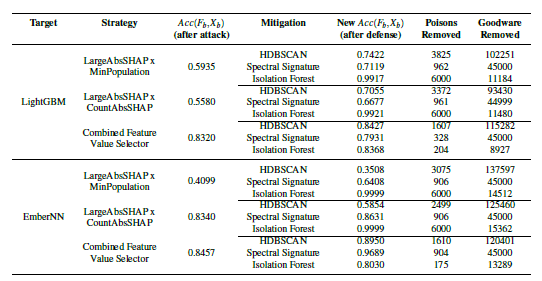 Target Strategy Acc(F_b, X_b) (after attack) Mitigation New Acc(F_b, X_b) (after defense) Poisons Removed Goodware Removed
LightGBM LargeAbsSHAP x MinPopulation 0.5935 HDBSCAN 0.7422 3825 102251
Spectral Signature 0.7119 962 45000
Isolation Forest 0.9917 6000 11184
LargeAbsSHAP x CountAbsSHAP 0.5580 HDBSCAN 0.7055 3372 93430
Spectral Signature 0.6677 961 44999
Isolation Forest 0.9921 6000 11480
Combined Feature Value Selector 0.8320 HDBSCAN 0.8427 1607 115282
Spectral Signature 0.7931 328 45000
Isolation Forest 0.8368 204 8927
EmberNN LargeAbsSHAP x MinPopulation 0.4099 HDBSCAN 0.3508 3075 137597
Spectral Signature 0.6408 906 45000
Isolation Forest 0.9999 6000 14512
LargeAbsSHAP x CountAbsSHAP 0.8340 HDBSCAN 0.5854 2499 125460
Spectral Signature 0.8631 906 45000
Isolation Forest 0.9999 6000 15362
Combined Feature Value Selector 0.8457 HDBSCAN 0.8950 1610 120401
Spectral Signature 0.9689 904 45000
Isolation Forest 0.8030 175 13289